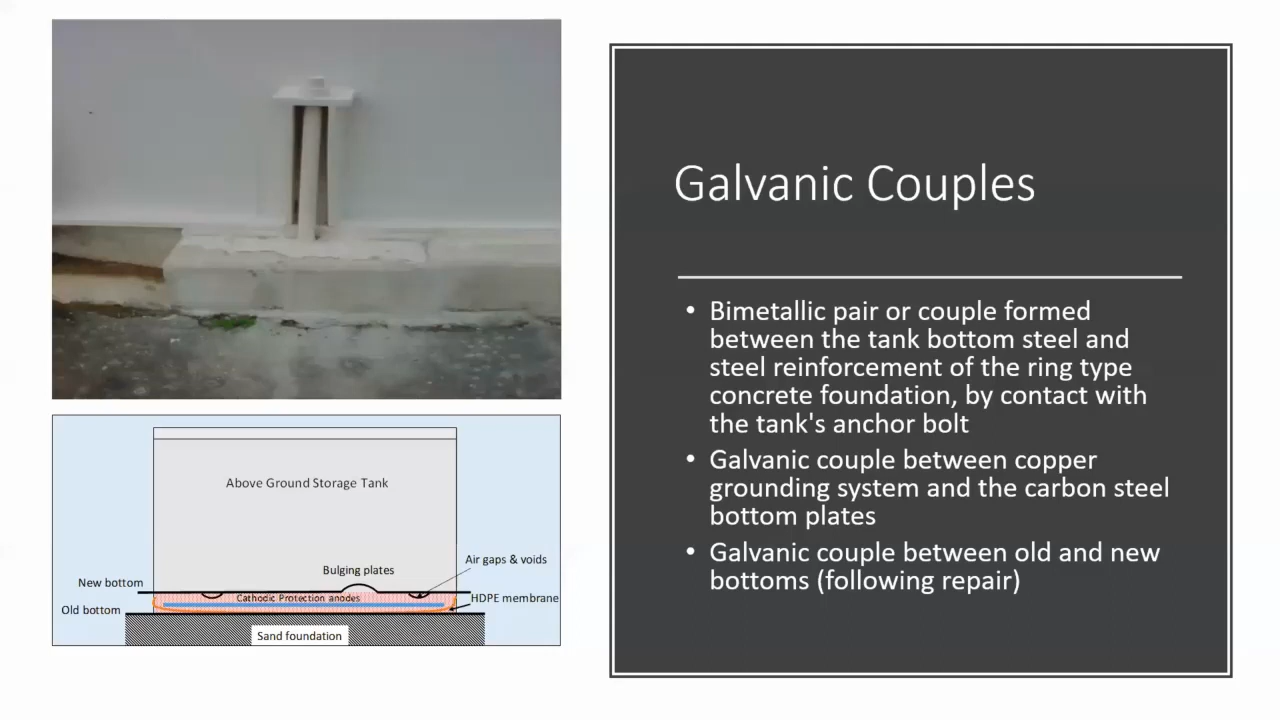 Galvanic Couples
• Bimetallic pair or couple formed
between the tank bottom steel and
steel reinforcement of the ring type
concrete foundation, by contact with
the tank's anchor bolt
• Galvanic couple between copper
grounding system and the carbon steel
bottom plates
• Galvanic couple between old and new
bottoms (following repair)
Above Ground Storage Tank
Air gaps & voids
Bulging plates
New bottom
Cathodic Protection anodes
HDPE membrane
Old bottom
Sand foundation